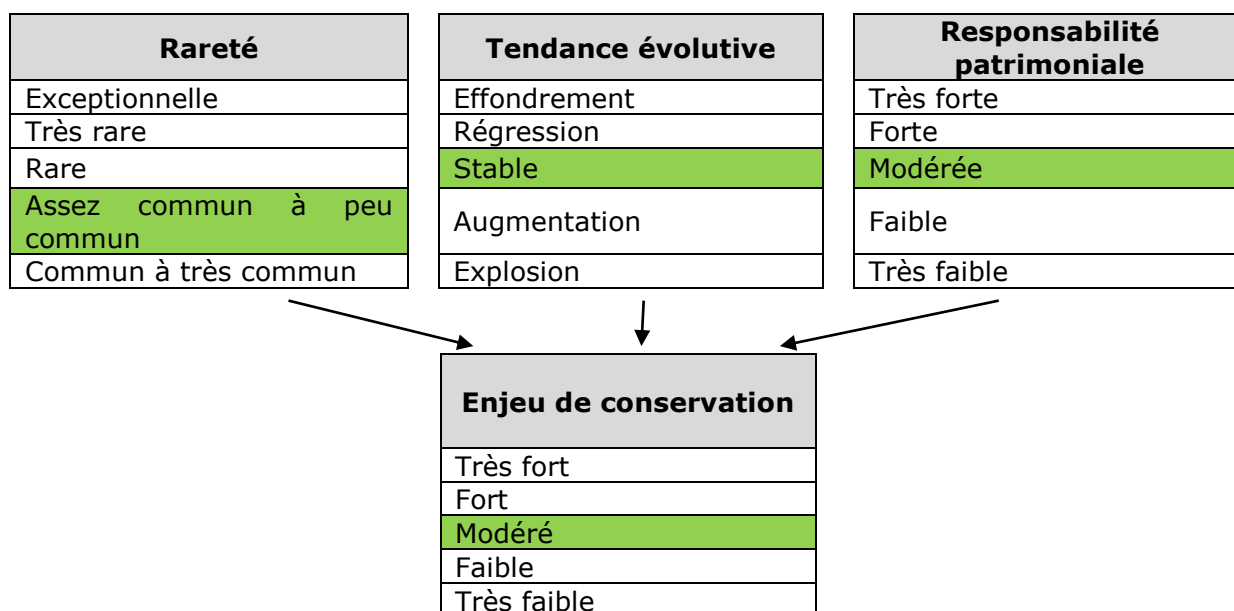 Rareté
Exceptionnelle
Très rare
Rare
Assez commun à peu
commun
Commun à très commun
Tendance évolutive
Effondrement
Régression
Stable
Augmentation
Explosion
Responsabilité
patrimoniale
Très forte
Forte
Modérée
Faible
Très faible
Enjeu de conservation
Très fort
Fort
Modéré
Faible
Très faible